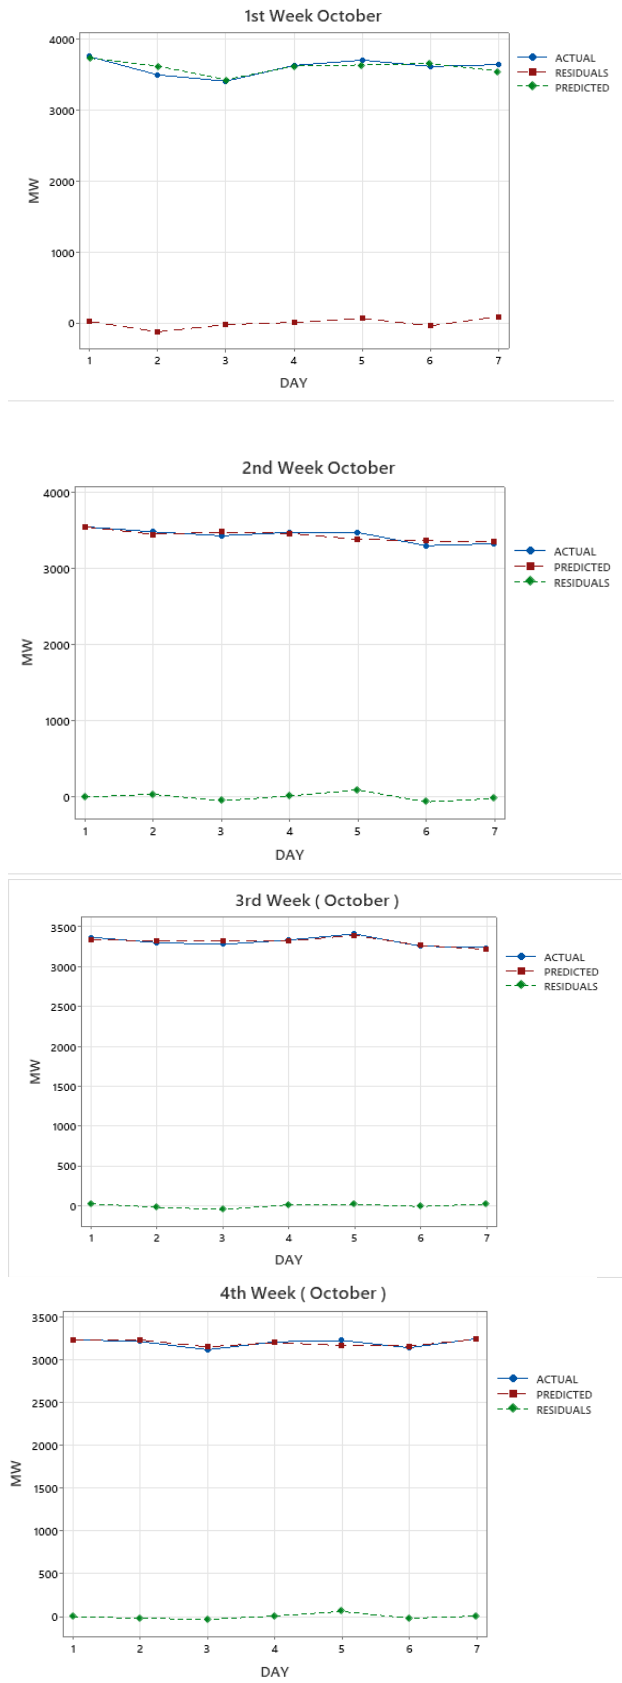 1st Week October
4000
3000
2000
1000
0
MW
1 2 3 4 5 6 7
DAY
ACTUAL
RESIDUALS
PREDICTED
2nd Week October
4000
3000
2000
1000
0
MW
1 2 3 4 5 6 7
DAY
ACTUAL
PREDICTED
RESIDUALS
3rd Week ( October )
3500
3000
2500
2000
1500
1000
500
0
MW
1 2 3 4 5 6 7
DAY
ACTUAL
PREDICTED
RESIDUALS
4th Week ( October )
3500
3000
2500
2000
1500
1000
500
0
MW
1 2 3 4 5 6 7
DAY
ACTUAL
PREDICTED
RESIDUALS